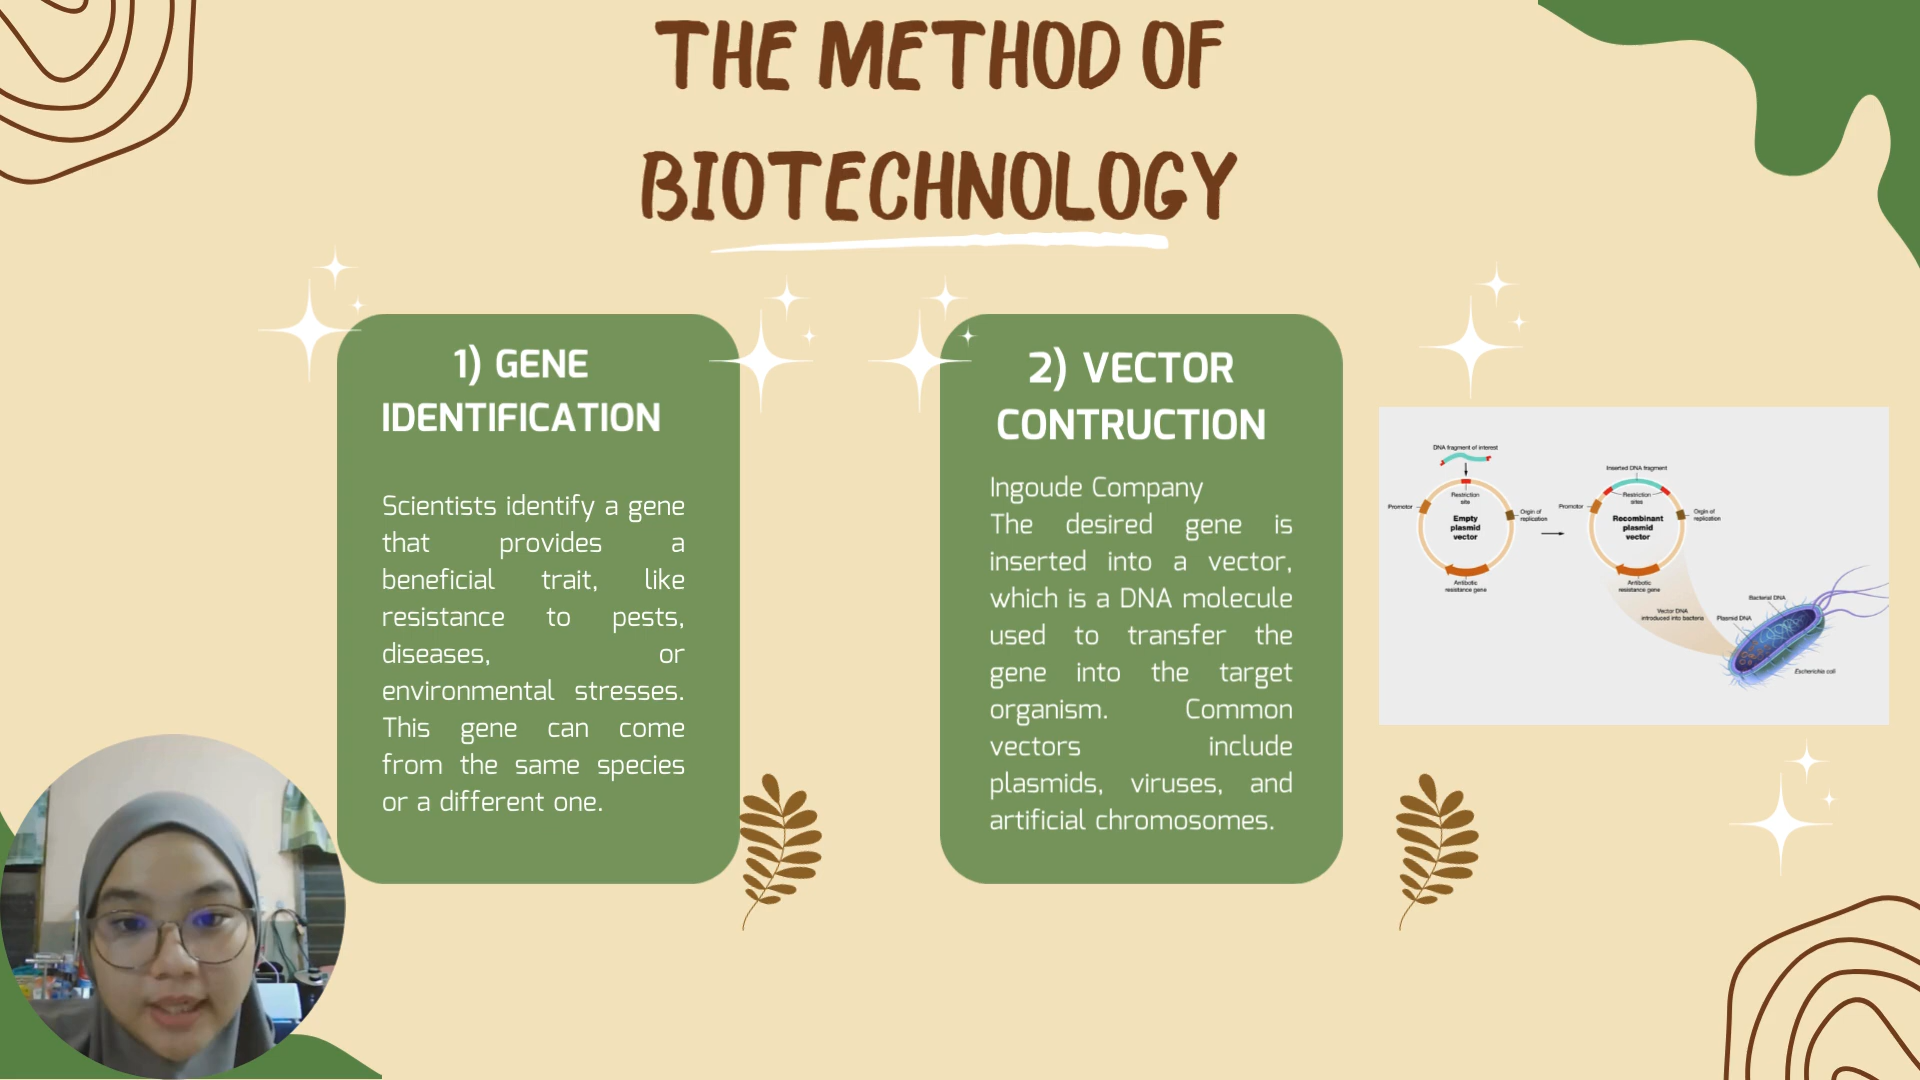 THE METHOD OF
BIOTECHNOLOGY
1) GENE
IDENTIFICATION
Scientists identify a gene
that provides a
beneficial trait, like
resistance to pests,
diseases, or
environmental stresses.
This gene can come
from the same species
or a different one.
2) VECTOR
CONTRUCTION
Ingoude Company
The desired gene is
inserted into a vector,
which is a DNA molecule
used to transfer the
gene into the target
organism. Common
vectors include
plasmids, viruses, and
artificial chromosomes.
DNA fragment of interest
Restriction
site
Promotor
Empty
plasmid
vector
Origin of
replication
Antibiotic
resistance gene
Inserted DNA fragment
Restriction
sites
Promotor
Recombinant
plasmid
vector
Origin of
replication
Antibiotic
resistance gene
Vector DNA
introduced into bacteria
Bacterial DNA
Plasmid DNA
Escherichia coli